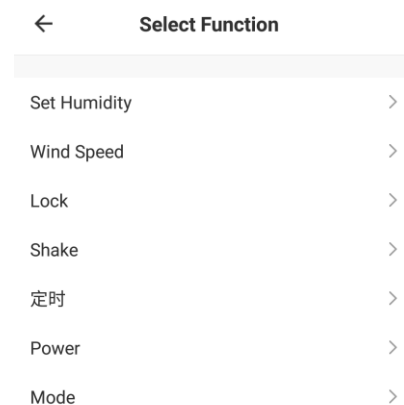 Select Function
Set Humidity
Wind Speed
Lock
Shake
定时
Power
Mode